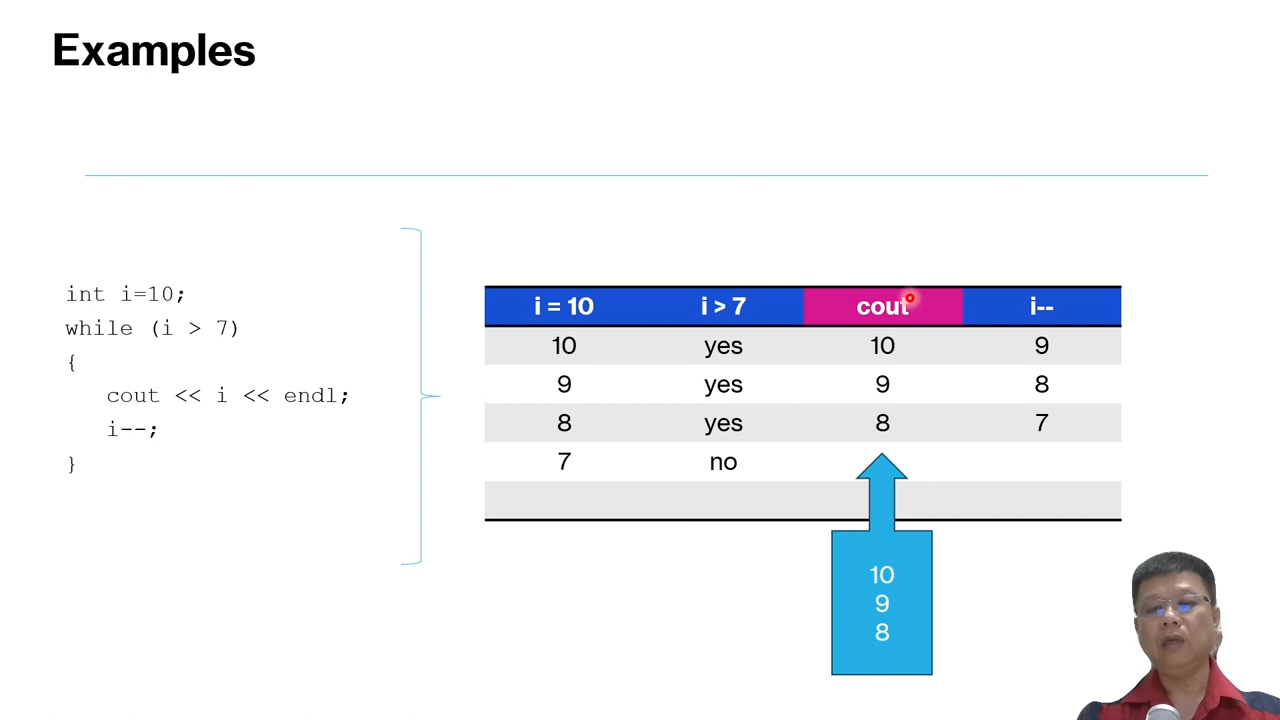 Examples
int i=10;
while (i > 7)
{
cout << i << endl;
i--;
}
i = 10 i > 7 cout i--
10 yes 10 9
9 yes 9 8
8 yes 8 7
7 no
10
9
8